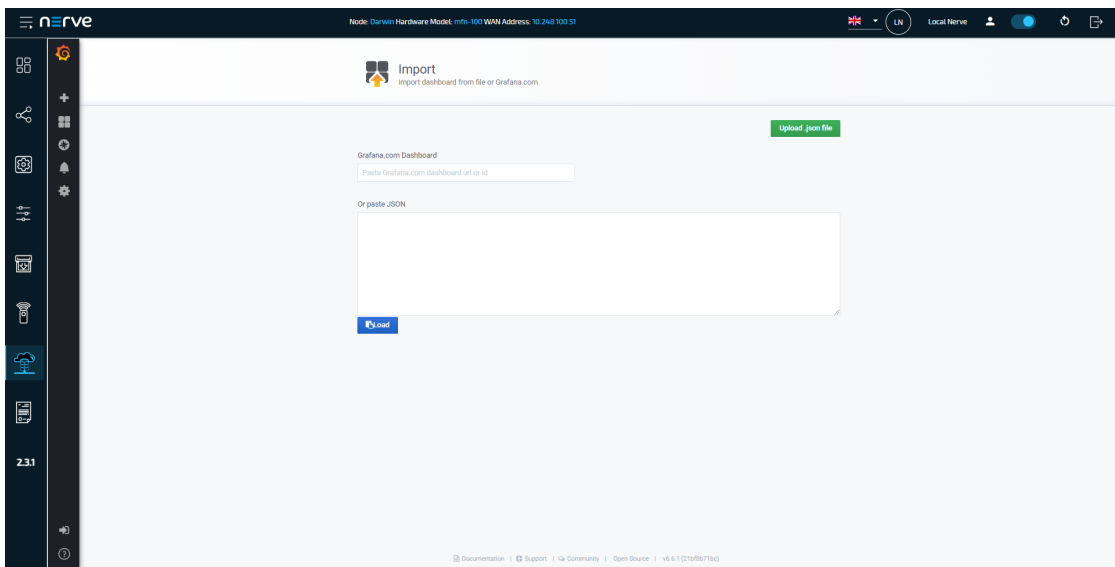 nerve
Node: Darwin Hardware Model: mfn-100 WAN Address: 10.248.100.51
LN
Local Nerve
Import
Import dashboard from file or Grafana.com
Upload .json file
Grafana.com Dashboard
Paste Grafana.com dashboard url or id
Or paste JSON
Load
2.3.1
Documentation | Support | Community | Open Source | v6.6.1 (21bf8b71bc)